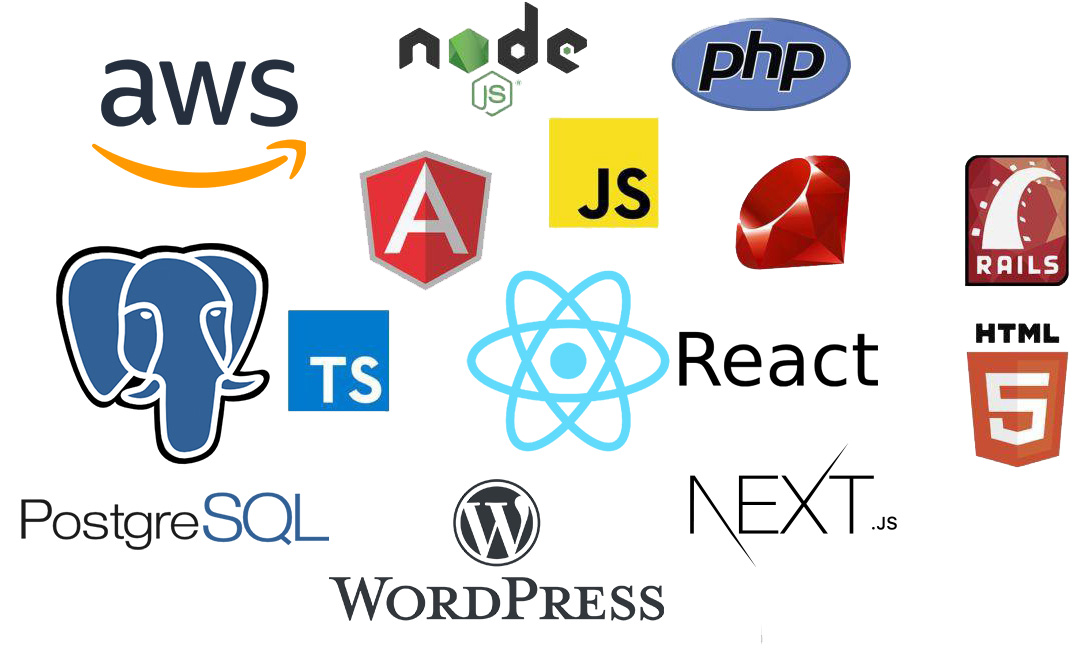 aws
node
JS
php
A
JS
RAILS
TS
React
HTML
5
PostgreSQL
NEXT.JS
W
WORDPRESS